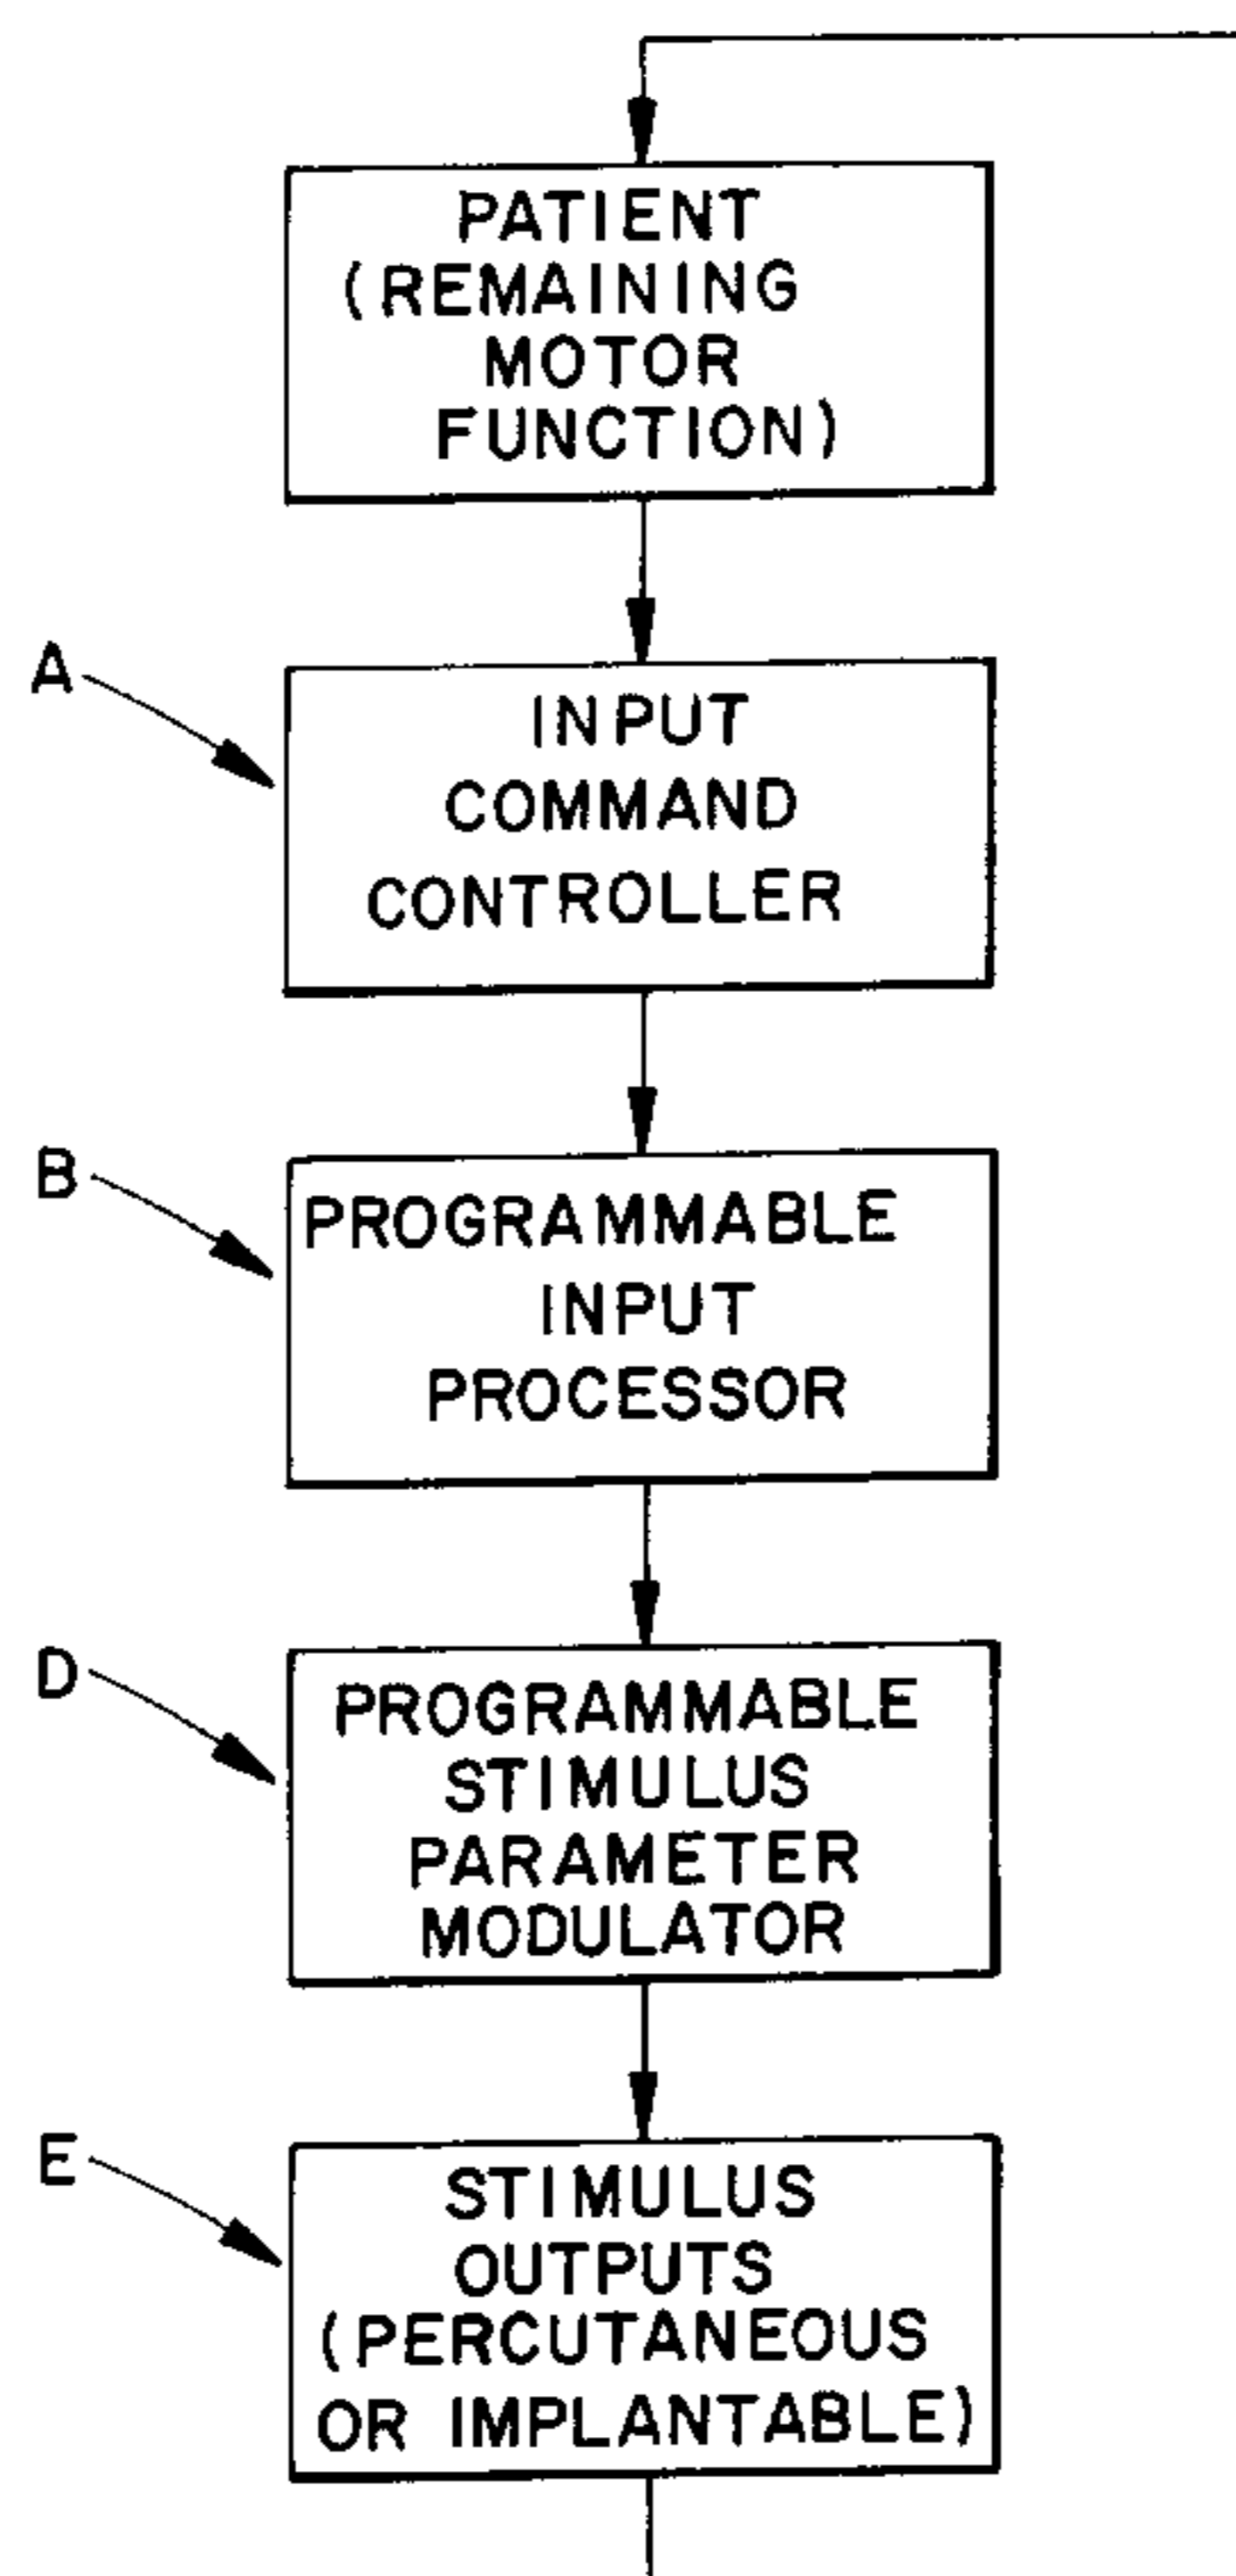 PATIENT
(REMAINING
MOTOR
FUNCTION)
A
INPUT
COMMAND
CONTROLLER
B
PROGRAMMABLE
INPUT
PROCESSOR
D
PROGRAMMABLE
STIMULUS
PARAMETER
MODULATOR
E
STIMULUS
OUTPUTS
(PERCUTANEOUS
OR IMPLANTABLE)